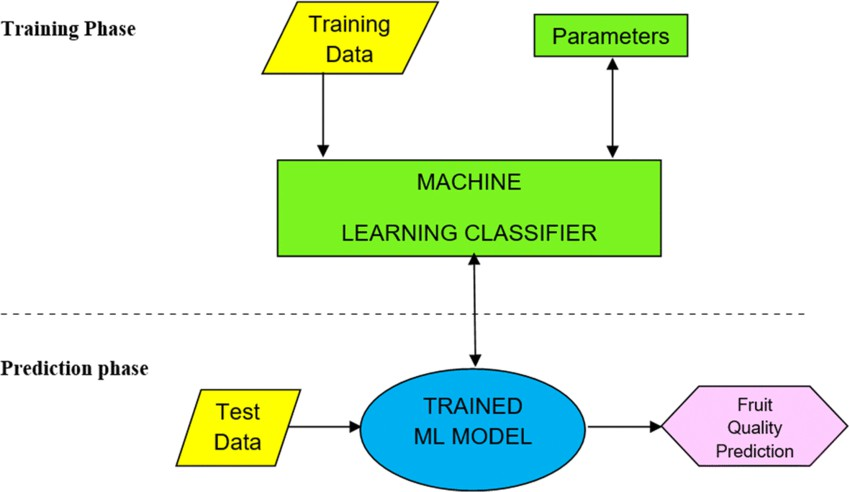 Training Phase
Training
Data
Parameters
MACHINE
LEARNING CLASSIFIER
Prediction phase
Test
Data
TRAINED
ML MODEL
Fruit
Quality
Prediction